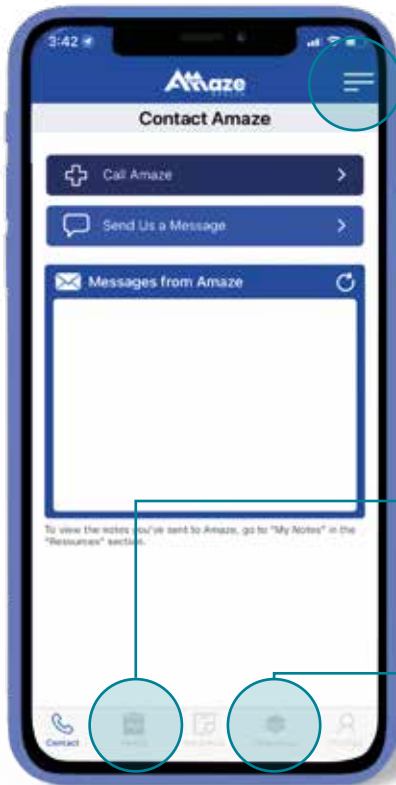 3:42
Amaze
Contact Amaze
Call Amaze
Send Us a Message
Messages from Amaze
To view the notes you've sent to Amaze, go to "My Notes" in the
"Resources" section.
Contact